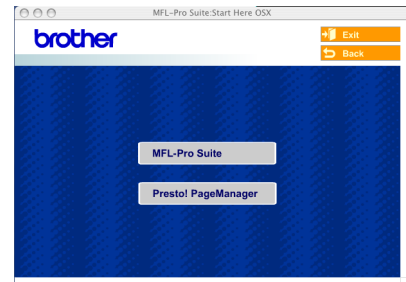 MFL-Pro Suite:Start Here OSX
brother
Exit
Back
MFL-Pro Suite
Presto! PageManager